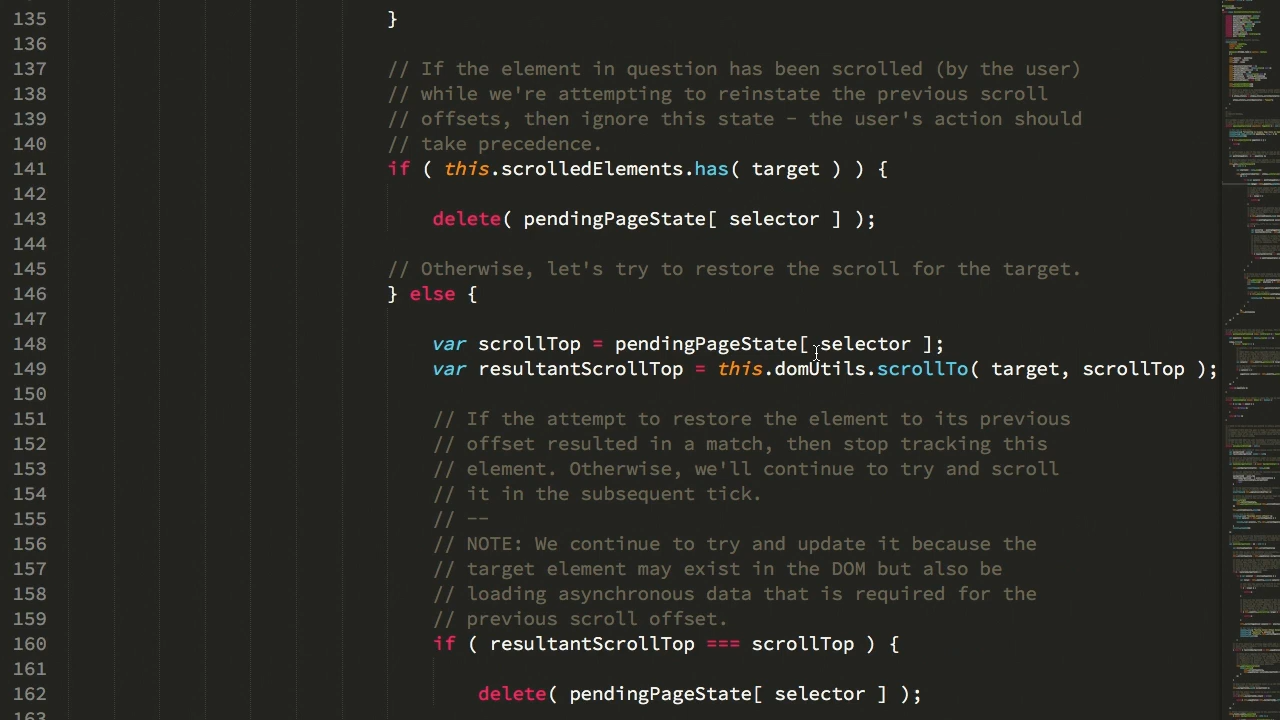 135 }
136
137 // If the element in question has been scrolled (by the user)
138 // while we're attempting to reinstate the previous scroll
139 // offsets, then ignore this state - the user's action should
140 // take precedence.
141 if ( this.scrolledElements.has( target ) ) {
142
143 delete( pendingPageState[ selector ] );
144
145 // Otherwise, let's try to restore the scroll for the target.
146 } else {
147
148 var scrollTop = pendingPageState[ selector ];
149 var resultantScrollTop = this.domUtils.scrollTo( target, scrollTop );
150
151 // If the attempt to restore the element to its previous
152 // offset resulted in a match, then stop tracking this
153 // element. Otherwise, we'll continue to try and scroll
154 // it in the subsequent tick.
155 // --
156 // NOTE: We continue to try and update it because the
157 // target element may exist in the DOM but also be
158 // loading asynchronous data that is required for the
159 // previous scroll offset.
160 if ( resultantScrollTop === scrollTop ) {
161
162 delete( pendingPageState[ selector ] );
163